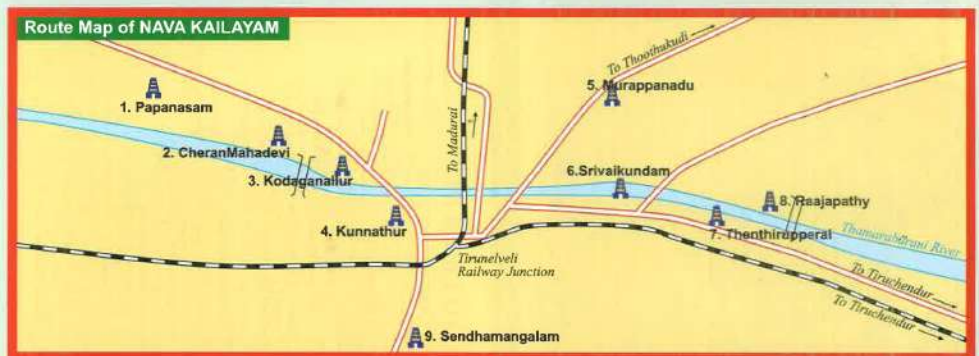 Route Map of NAVA KAILAYAM
1. Papanasam
2. CheranMahadevi
3. Kodaganallur
4. Kunnathur
To Madurai
Tirunelveli
Railway Junction
9. Sendhamangalam
To Thoothukudi
5. Murappanadu
6.Srivaikundam
8. Raajapathy
7. Thenthirupperai
Thamarabarani River
To Tiruchendur
To Tiruchendur